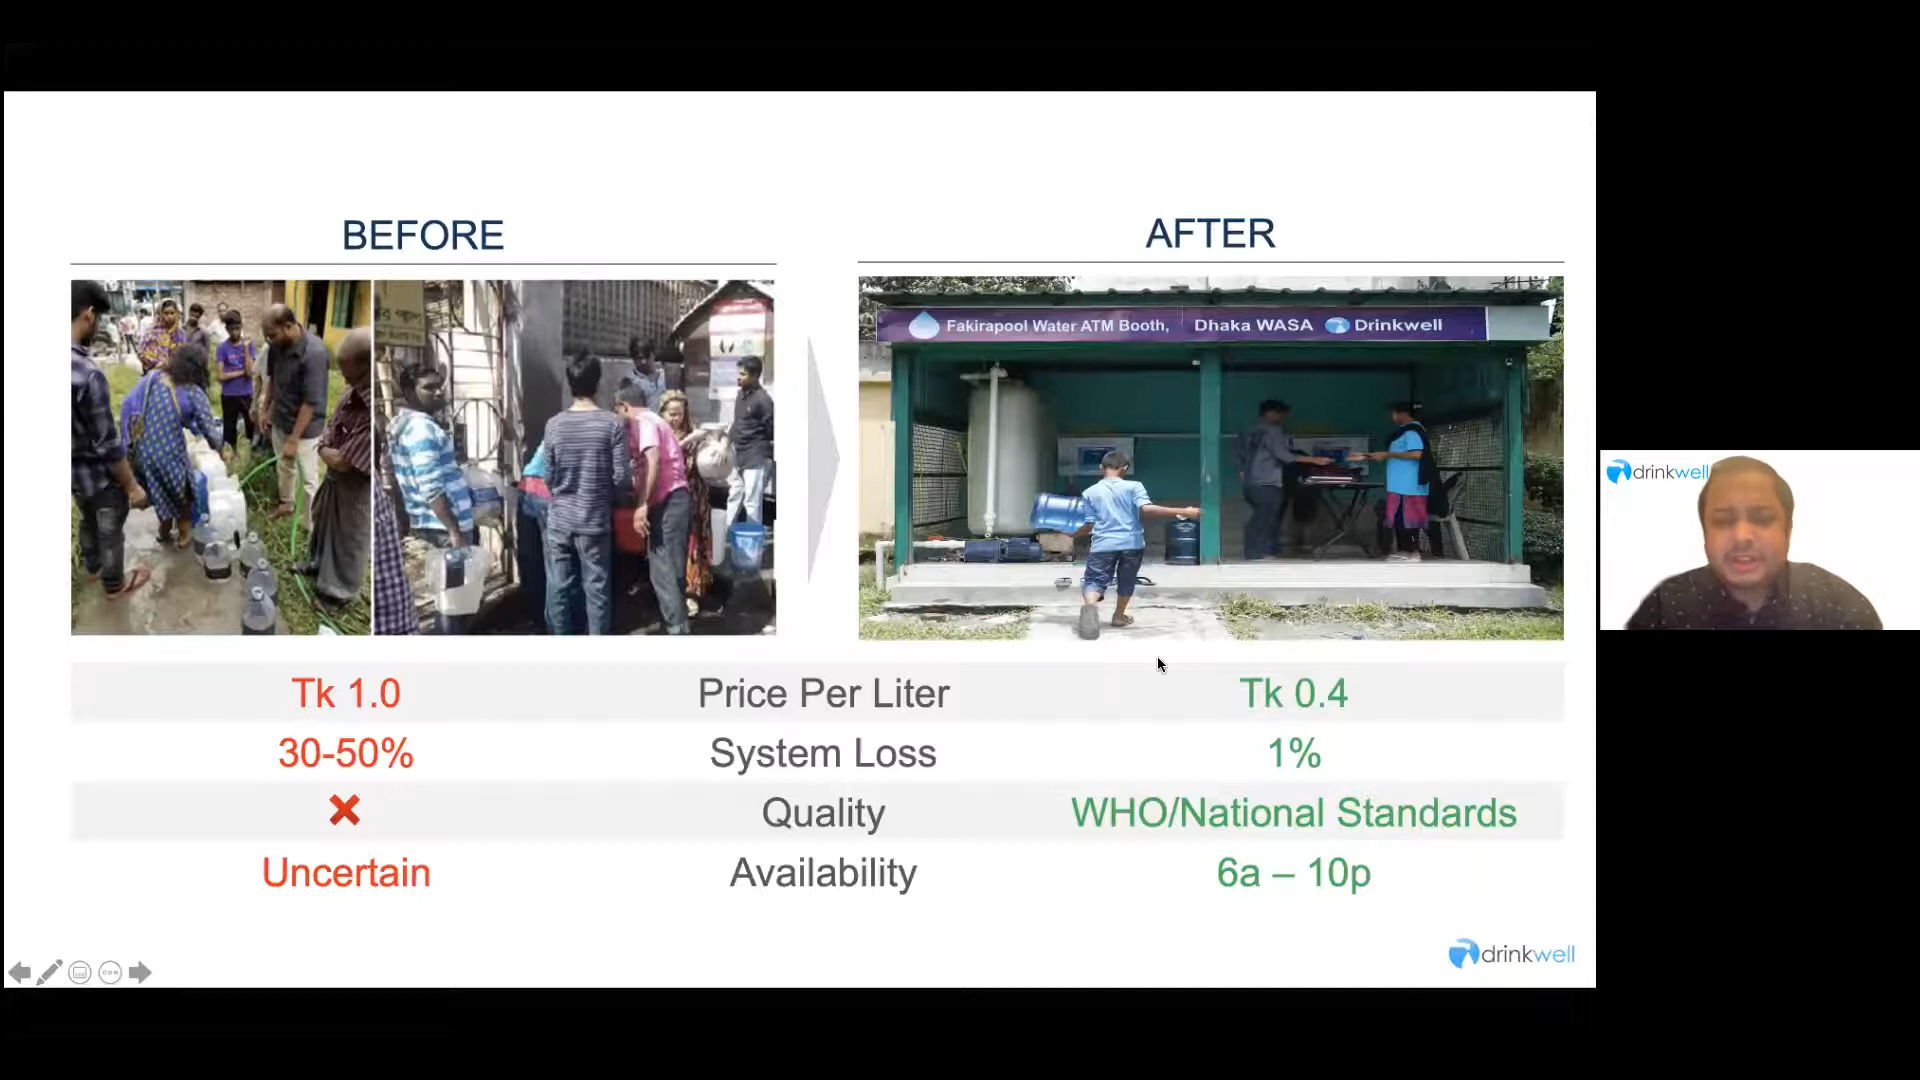 BEFORE
AFTER
Fakirapool Water ATM Booth, Dhaka WASA Drinkwell
Tk 1.0 Price Per Liter Tk 0.4
30-50% System Loss 1%
Quality WHO/National Standards
Uncertain Availability 6a – 10p
drinkwell
drinkwell